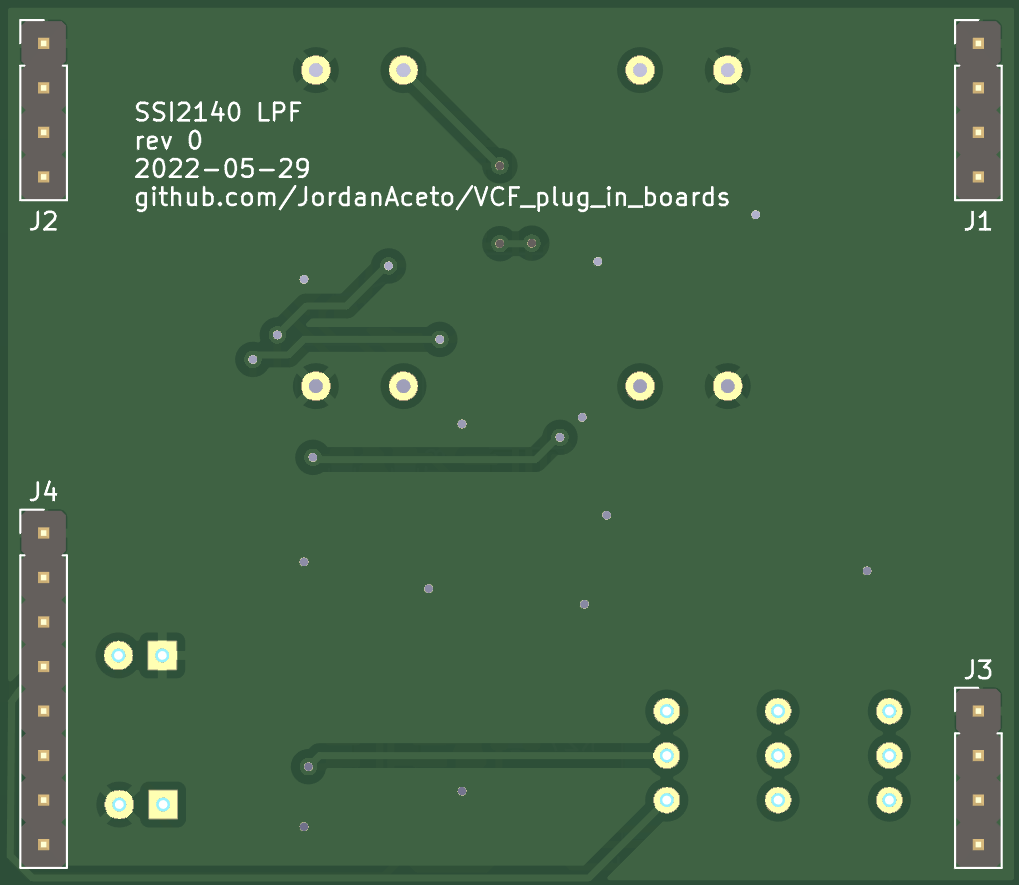 SSI2140 LPF
rev 0
2022-05-29
github.com/JordanAceto/VCF_plug_in_boards
J2
J1
J4
J3